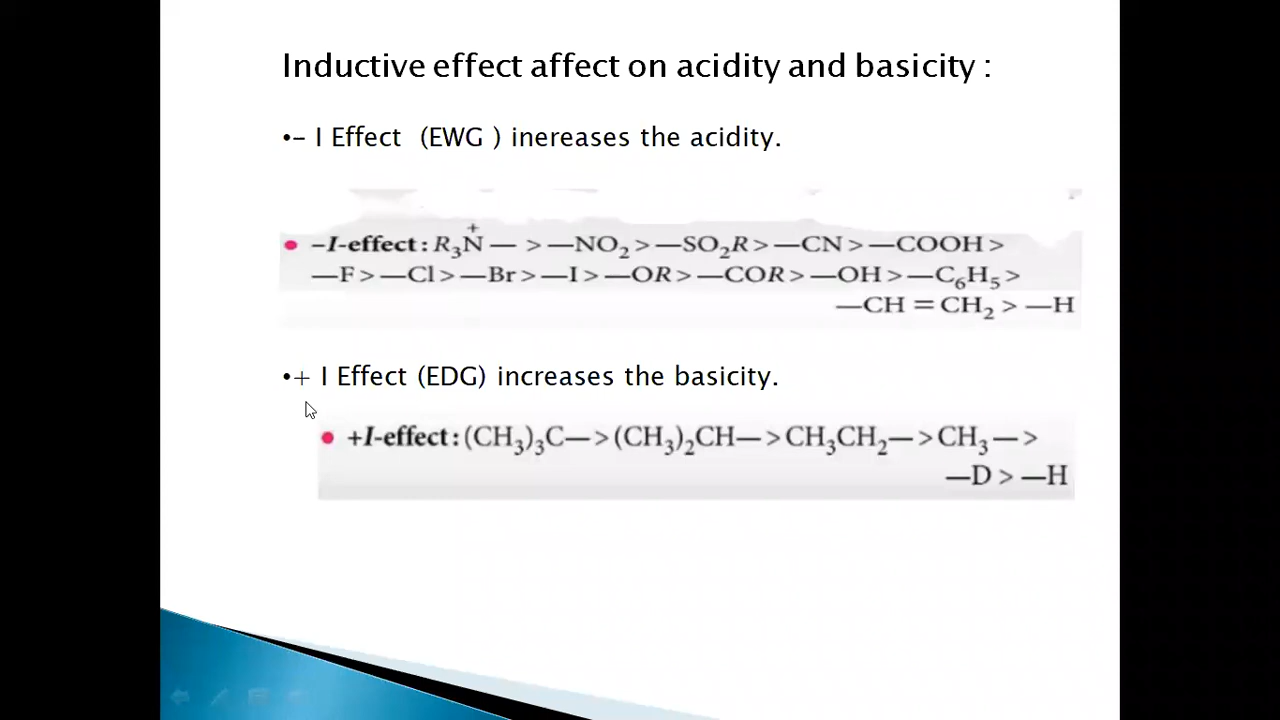 Inductive effect affect on acidity and basicity :
•– I Effect (EWG ) inereases the acidity.
• –I-effect: R₃N⁺— > —NO₂ > —SO₂R > —CN > —COOH >
—F > —Cl > —Br > —I > —OR > —COR > —OH > —C₆H₅ >
—CH = CH₂ > —H
•+ I Effect (EDG) increases the basicity.
• +I-effect: (CH₃)₃C— > (CH₃)₂CH— > CH₃CH₂— > CH₃— >
—D > —H